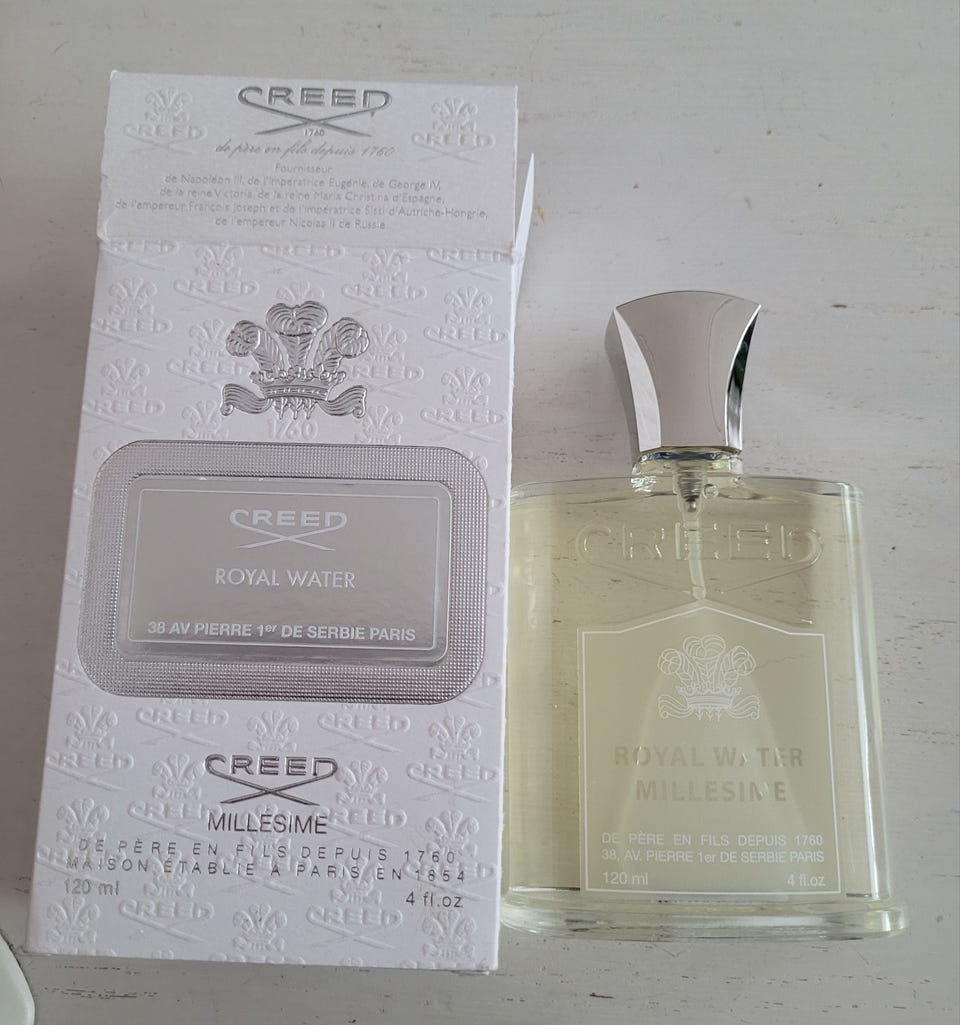 CREED
1760
de père en fils depuis 1760
Fournisseur
de Napoléon III, de l'impératrice Eugénie, de George IV,
de la reine Victoria, de la reine Maria Christina d'Espagne,
de l'empereur François Joseph et de l'impératrice Sissi d'Autriche-Hongrie,
de l'empereur Nicolas II de Russie
1760
CREED
ROYAL WATER
38 AV PIERRE 1er DE SERBIE PARIS
CREED
MILLÉSIME
DE PÈRE EN FILS DEPUIS 1760
MAISON ÉTABLIE À PARIS EN 1854
120 ml
4 fl.oz
CREED
ROYAL WATER
MILLESIME
DE PÈRE EN FILS DEPUIS 1760
38, AV. PIERRE 1er DE SERBIE PARIS
120 ml 4 fl.oz